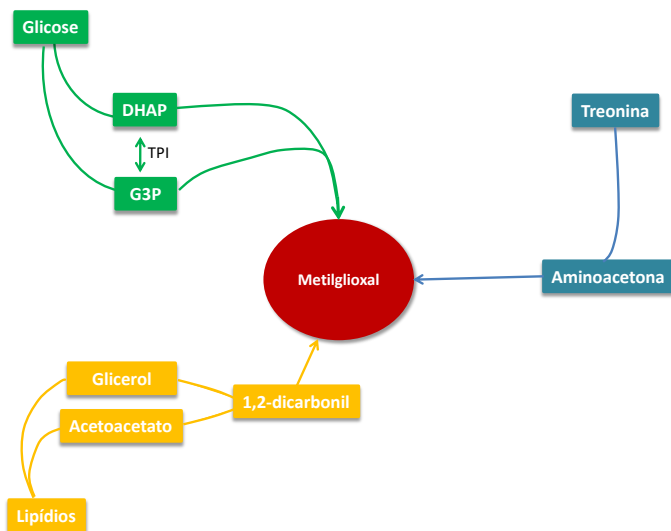 Glicose
DHAP
TPI
G3P
Treonina
Metilglioxal
Aminoacetona
Glicerol
1,2-dicarbonil
Acetoacetato
Lipídios